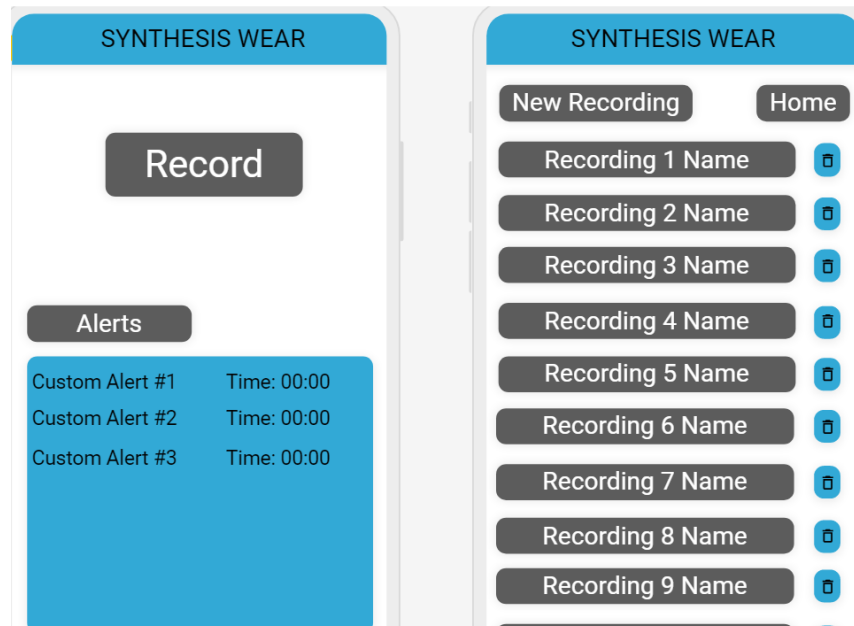 SYNTHESIS WEAR
Record
Alerts
Custom Alert #1 Time: 00:00
Custom Alert #2 Time: 00:00
Custom Alert #3 Time: 00:00
SYNTHESIS WEAR
New Recording Home
Recording 1 Name
Recording 2 Name
Recording 3 Name
Recording 4 Name
Recording 5 Name
Recording 6 Name
Recording 7 Name
Recording 8 Name
Recording 9 Name